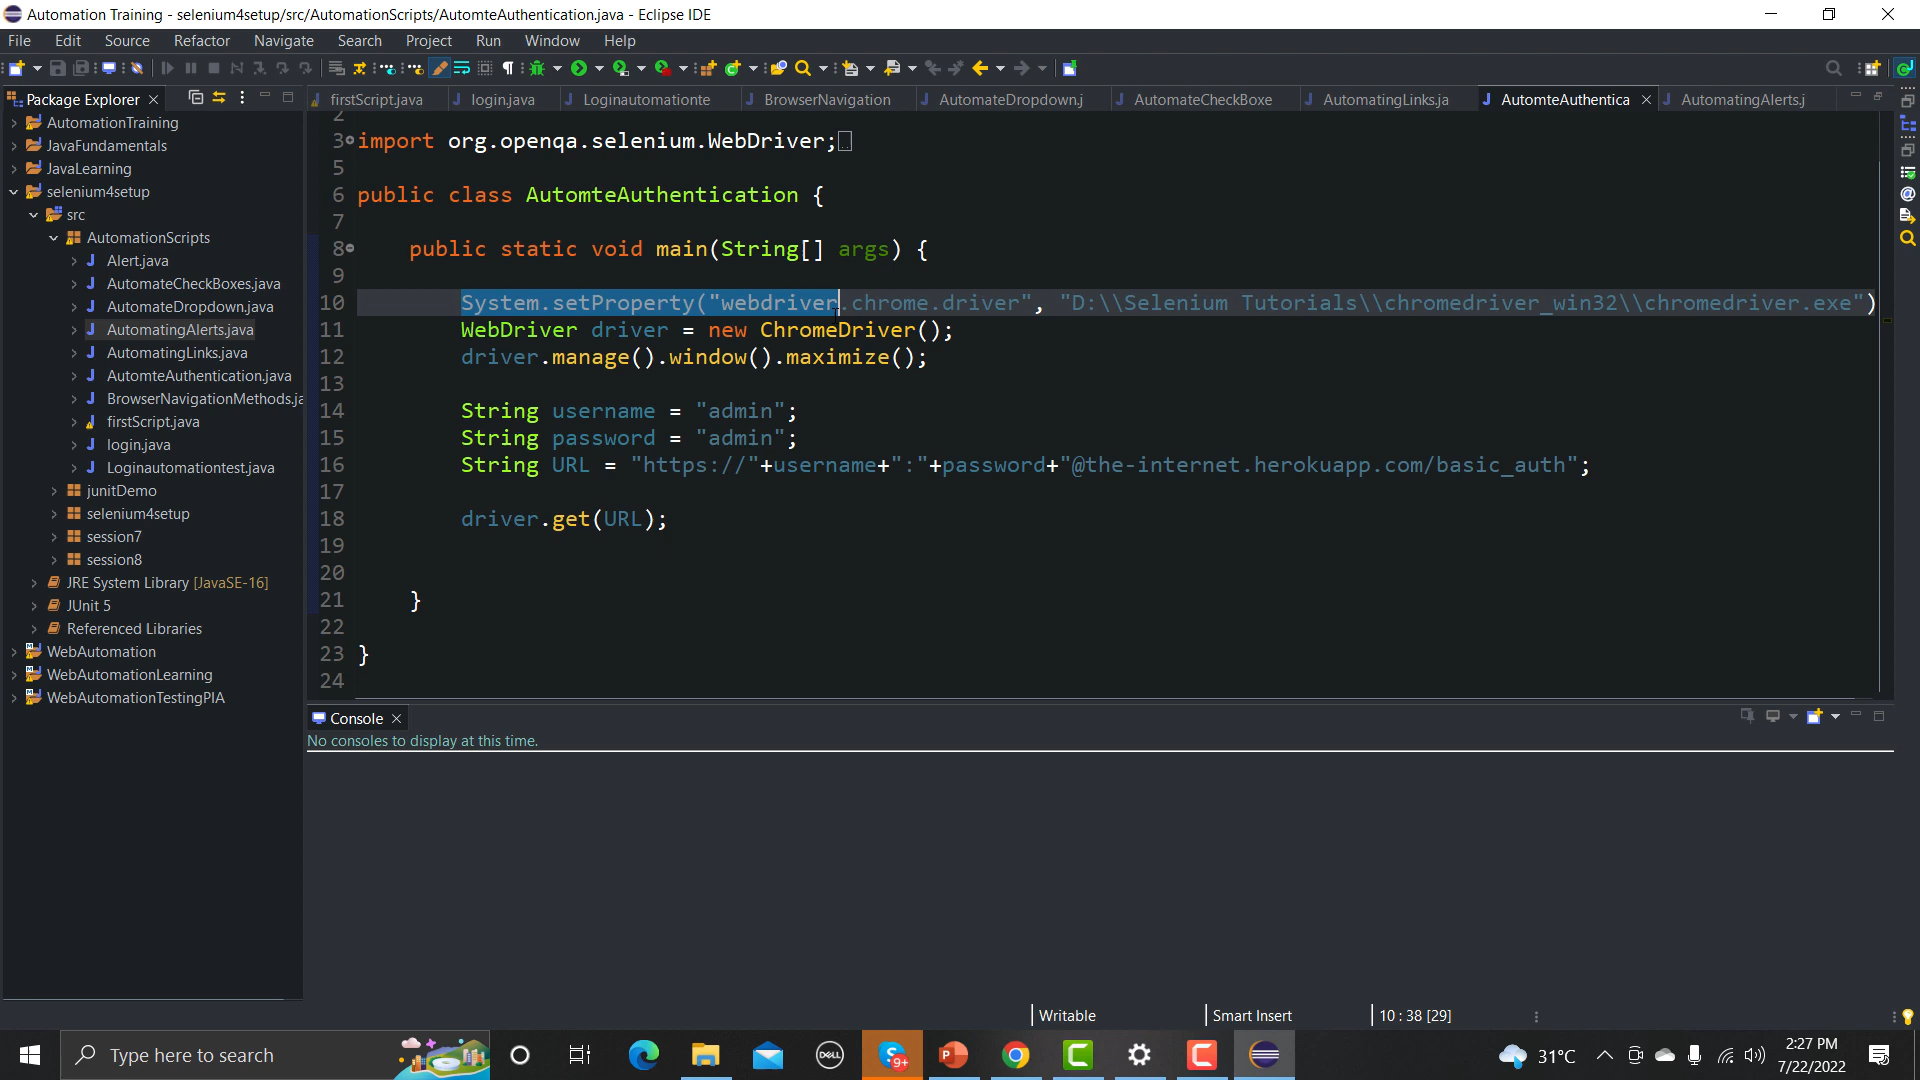 Automation Training - selenium4setup/src/AutomationScripts/AutomteAuthentication.java - Eclipse IDE
File Edit Source Refactor Navigate Search Project Run Window Help
Package Explorer
firstScript.java login.java Loginautomationte BrowserNavigation AutomateDropdown.j AutomateCheckBoxe AutomatingLinks.ja AutomteAuthentica AutomatingAlerts.j
AutomationTraining
JavaFundamentals
JavaLearning
selenium4setup
src
AutomationScripts
Alert.java
AutomateCheckBoxes.java
AutomateDropdown.java
AutomatingAlerts.java
AutomatingLinks.java
AutomteAuthentication.java
BrowserNavigationMethods.ja
firstScript.java
login.java
Loginautomationtest.java
junitDemo
selenium4setup
session7
session8
JRE System Library [JavaSE-16]
JUnit 5
Referenced Libraries
WebAutomation
WebAutomationLearning
WebAutomationTestingPIA
2
3 import org.openqa.selenium.WebDriver;
5
6 public class AutomteAuthentication {
7
8 public static void main(String[] args) {
9
10 System.setProperty("webdriver.chrome.driver", "D:\\Selenium Tutorials\\chromedriver_win32\\chromedriver.exe")
11 WebDriver driver = new ChromeDriver();
12 driver.manage().window().maximize();
13
14 String username = "admin";
15 String password = "admin";
16 String URL = "https://"+username+":"+password+"@the-internet.herokuapp.com/basic_auth";
17
18 driver.get(URL);
19
20
21 }
22
23 }
24
Console
No consoles to display at this time.
Writable Smart Insert 10 : 38 [29]
Type here to search
DELL
S 9+
P
31°C
2:27 PM
7/22/2022